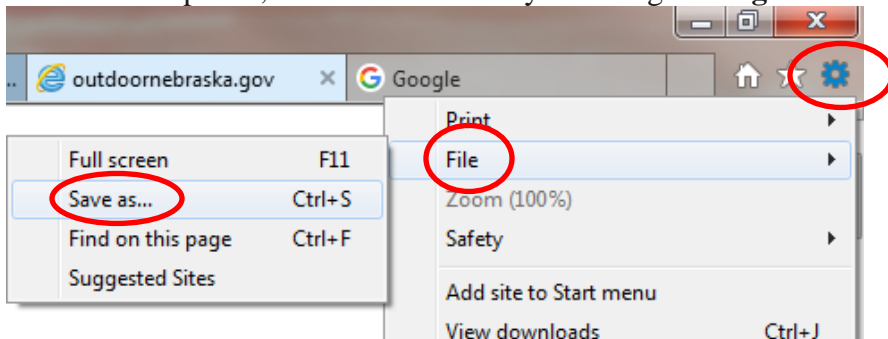 .. outdoornebraska.gov Google
Print
File
Zoom (100%)
Safety
Add site to Start menu
View downloads Ctrl+J
Full screen F11
Save as... Ctrl+S
Find on this page Ctrl+F
Suggested Sites